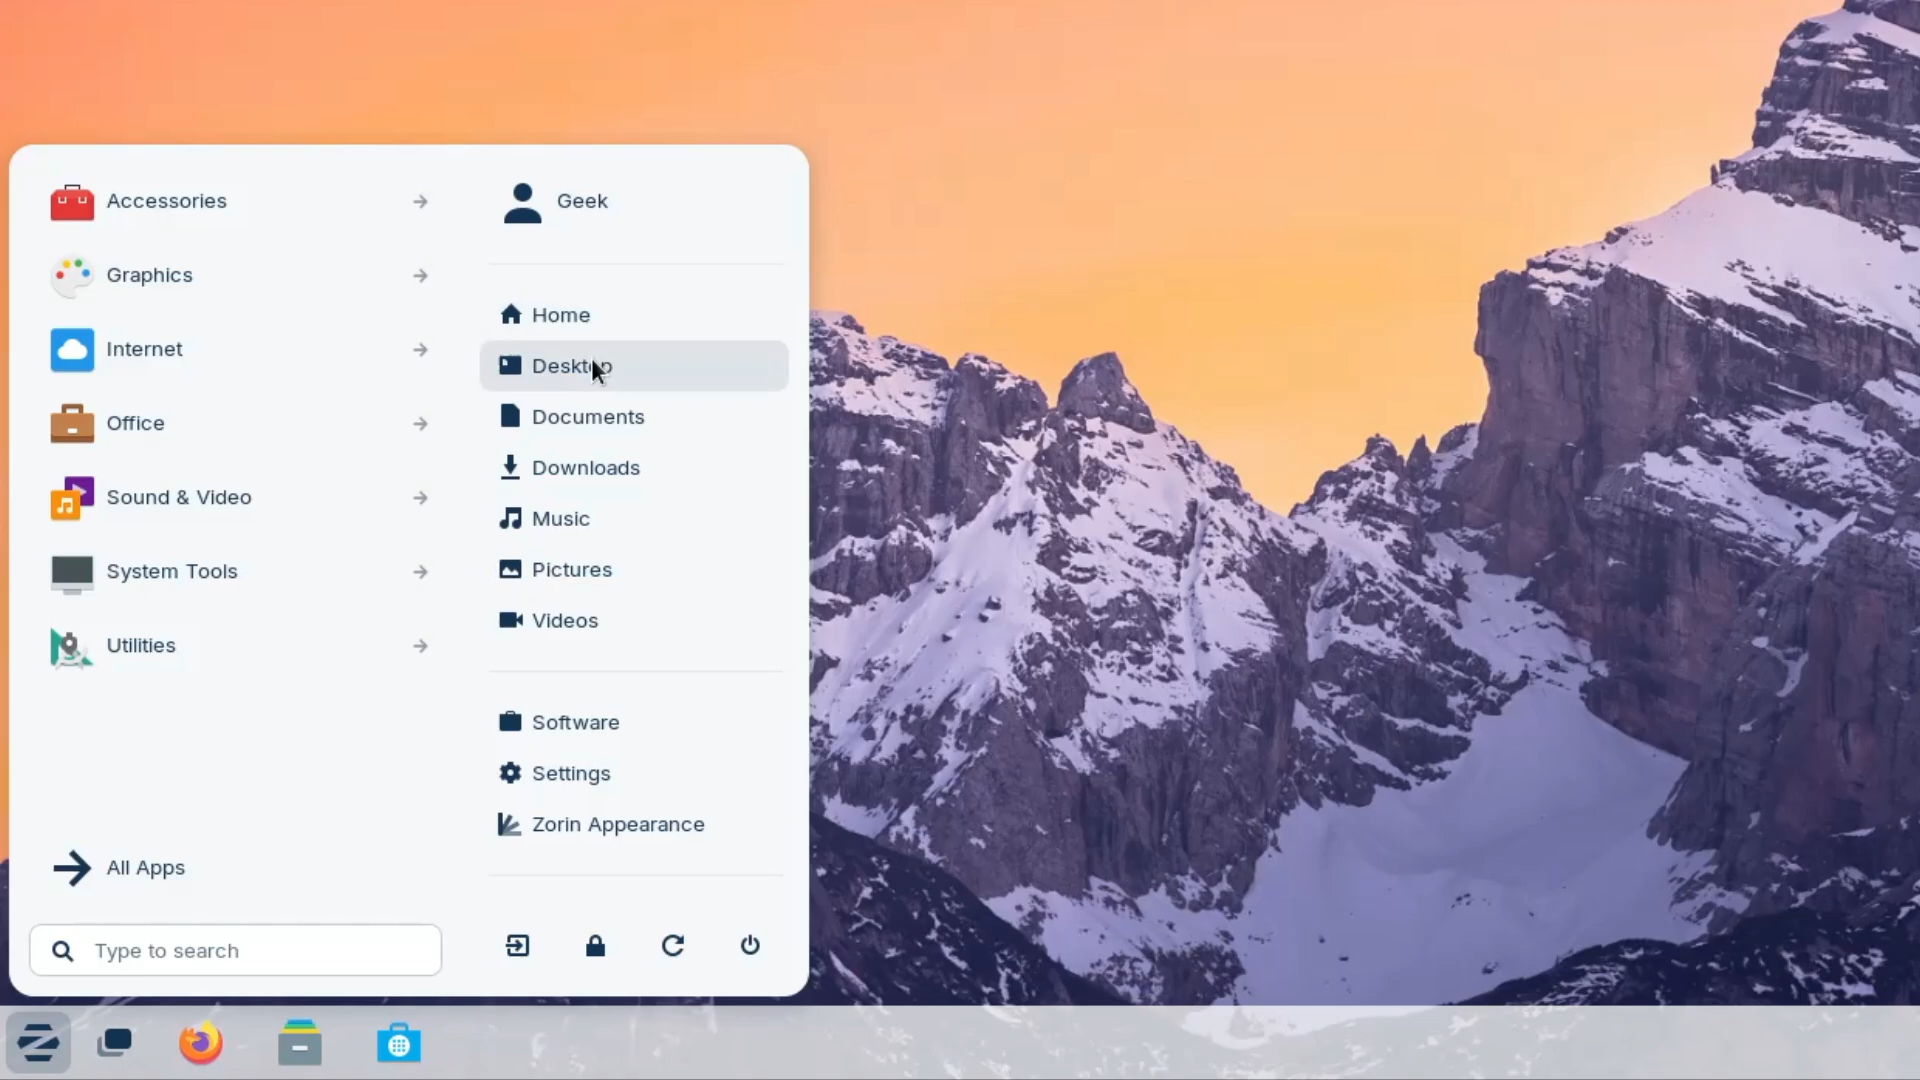 Accessories
Graphics
Internet
Office
Sound & Video
System Tools
Utilities
All Apps
Type to search
Geek
Home
Desktop
Documents
Downloads
Music
Pictures
Videos
Software
Settings
Zorin Appearance